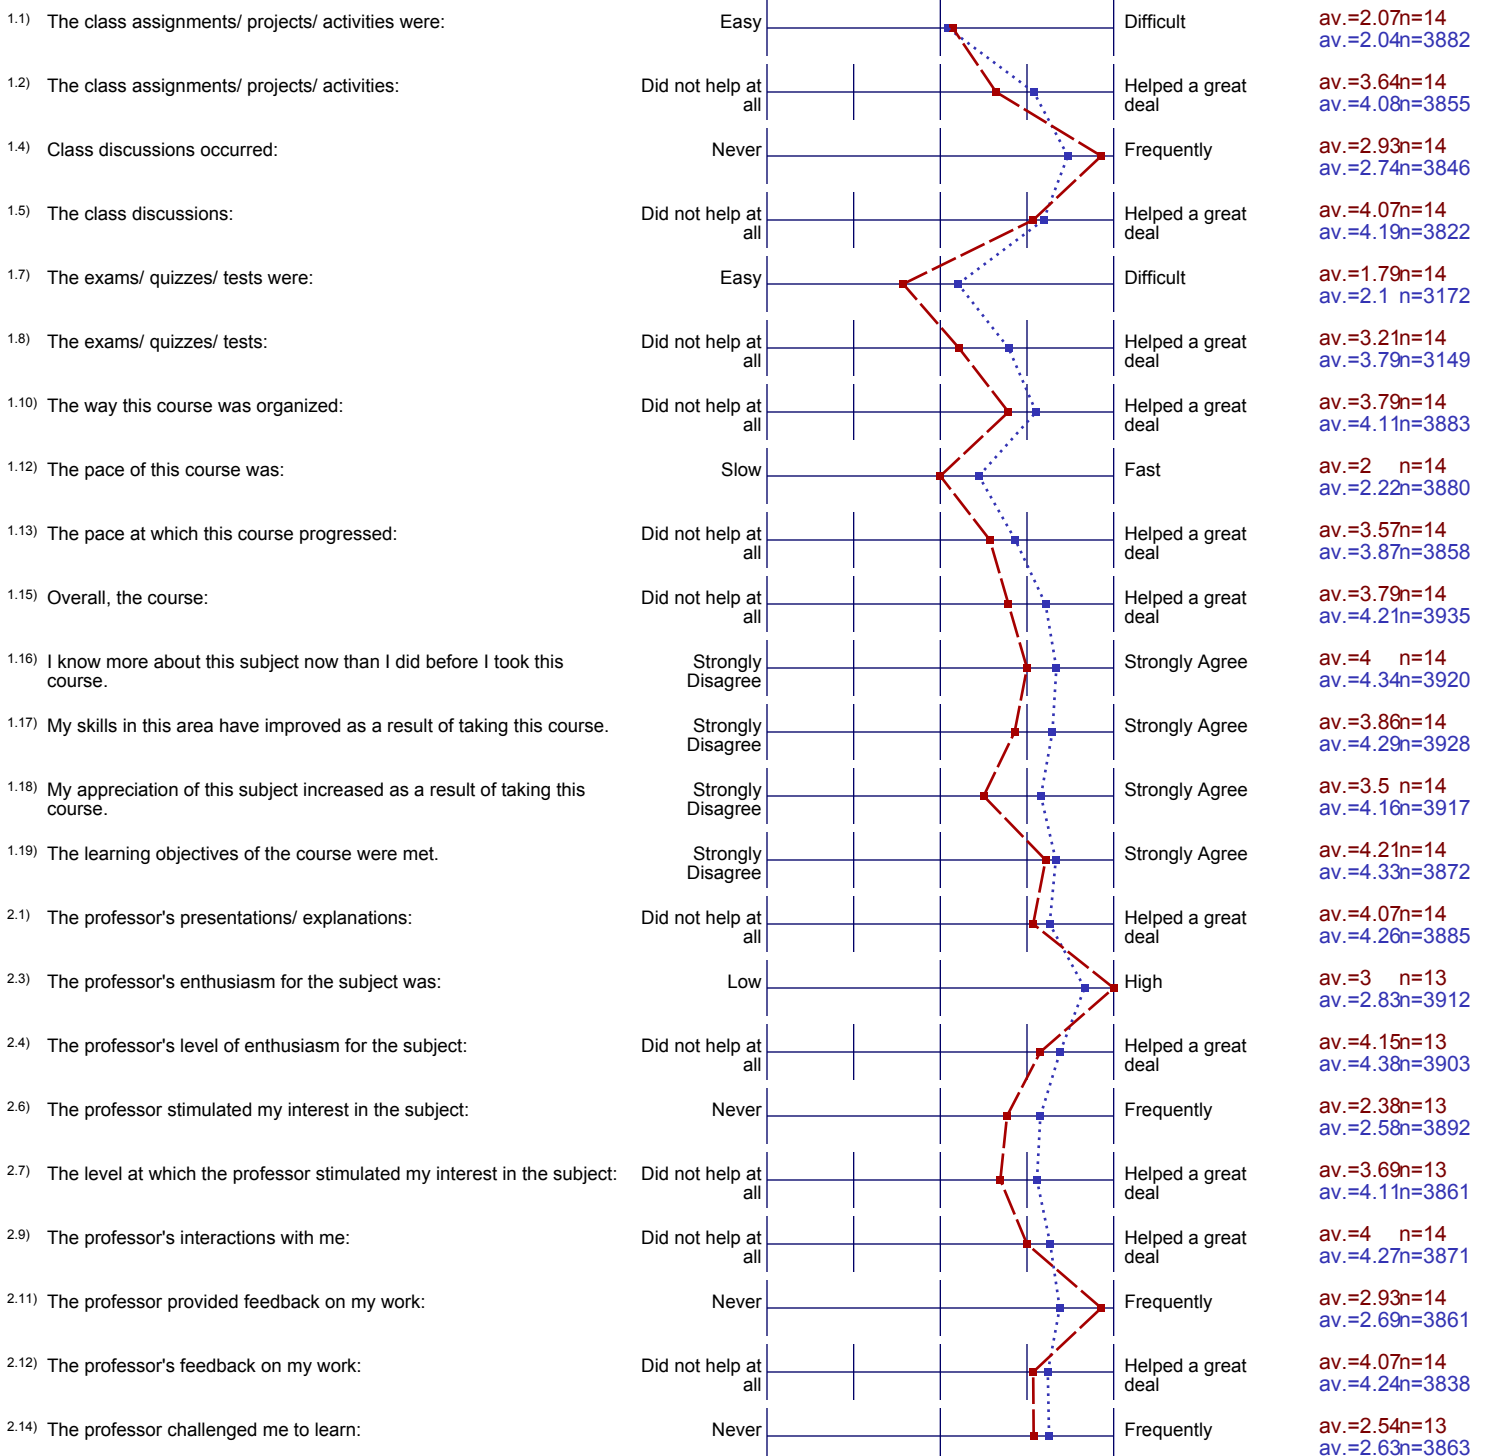 1.1) The class assignments/ projects/ activities were: Easy Difficult av.=2.07n=14
av.=2.04n=3882
1.2) The class assignments/ projects/ activities: Did not help at all Helped a great deal av.=3.64n=14
av.=4.08n=3855
1.4) Class discussions occurred: Never Frequently av.=2.93n=14
av.=2.74n=3846
1.5) The class discussions: Did not help at all Helped a great deal av.=4.07n=14
av.=4.19n=3822
1.7) The exams/ quizzes/ tests were: Easy Difficult av.=1.79n=14
av.=2.1 n=3172
1.8) The exams/ quizzes/ tests: Did not help at all Helped a great deal av.=3.21n=14
av.=3.79n=3149
1.10) The way this course was organized: Did not help at all Helped a great deal av.=3.79n=14
av.=4.11n=3883
1.12) The pace of this course was: Slow Fast av.=2 n=14
av.=2.22n=3880
1.13) The pace at which this course progressed: Did not help at all Helped a great deal av.=3.57n=14
av.=3.87n=3858
1.15) Overall, the course: Did not help at all Helped a great deal av.=3.79n=14
av.=4.21n=3935
1.16) I know more about this subject now than I did before I took this course. Strongly Disagree Strongly Agree av.=4 n=14
av.=4.34n=3920
1.17) My skills in this area have improved as a result of taking this course. Strongly Disagree Strongly Agree av.=3.86n=14
av.=4.29n=3928
1.18) My appreciation of this subject increased as a result of taking this course. Strongly Disagree Strongly Agree av.=3.5 n=14
av.=4.16n=3917
1.19) The learning objectives of the course were met. Strongly Disagree Strongly Agree av.=4.21n=14
av.=4.33n=3872
2.1) The professor's presentations/ explanations: Did not help at all Helped a great deal av.=4.07n=14
av.=4.26n=3885
2.3) The professor's enthusiasm for the subject was: Low High av.=3 n=13
av.=2.83n=3912
2.4) The professor's level of enthusiasm for the subject: Did not help at all Helped a great deal av.=4.15n=13
av.=4.38n=3903
2.6) The professor stimulated my interest in the subject: Never Frequently av.=2.38n=13
av.=2.58n=3892
2.7) The level at which the professor stimulated my interest in the subject: Did not help at all Helped a great deal av.=3.69n=13
av.=4.11n=3861
2.9) The professor's interactions with me: Did not help at all Helped a great deal av.=4 n=14
av.=4.27n=3871
2.11) The professor provided feedback on my work: Never Frequently av.=2.93n=14
av.=2.69n=3861
2.12) The professor's feedback on my work: Did not help at all Helped a great deal av.=4.07n=14
av.=4.24n=3838
2.14) The professor challenged me to learn: Never Frequently av.=2.54n=13
av.=2.63n=3863